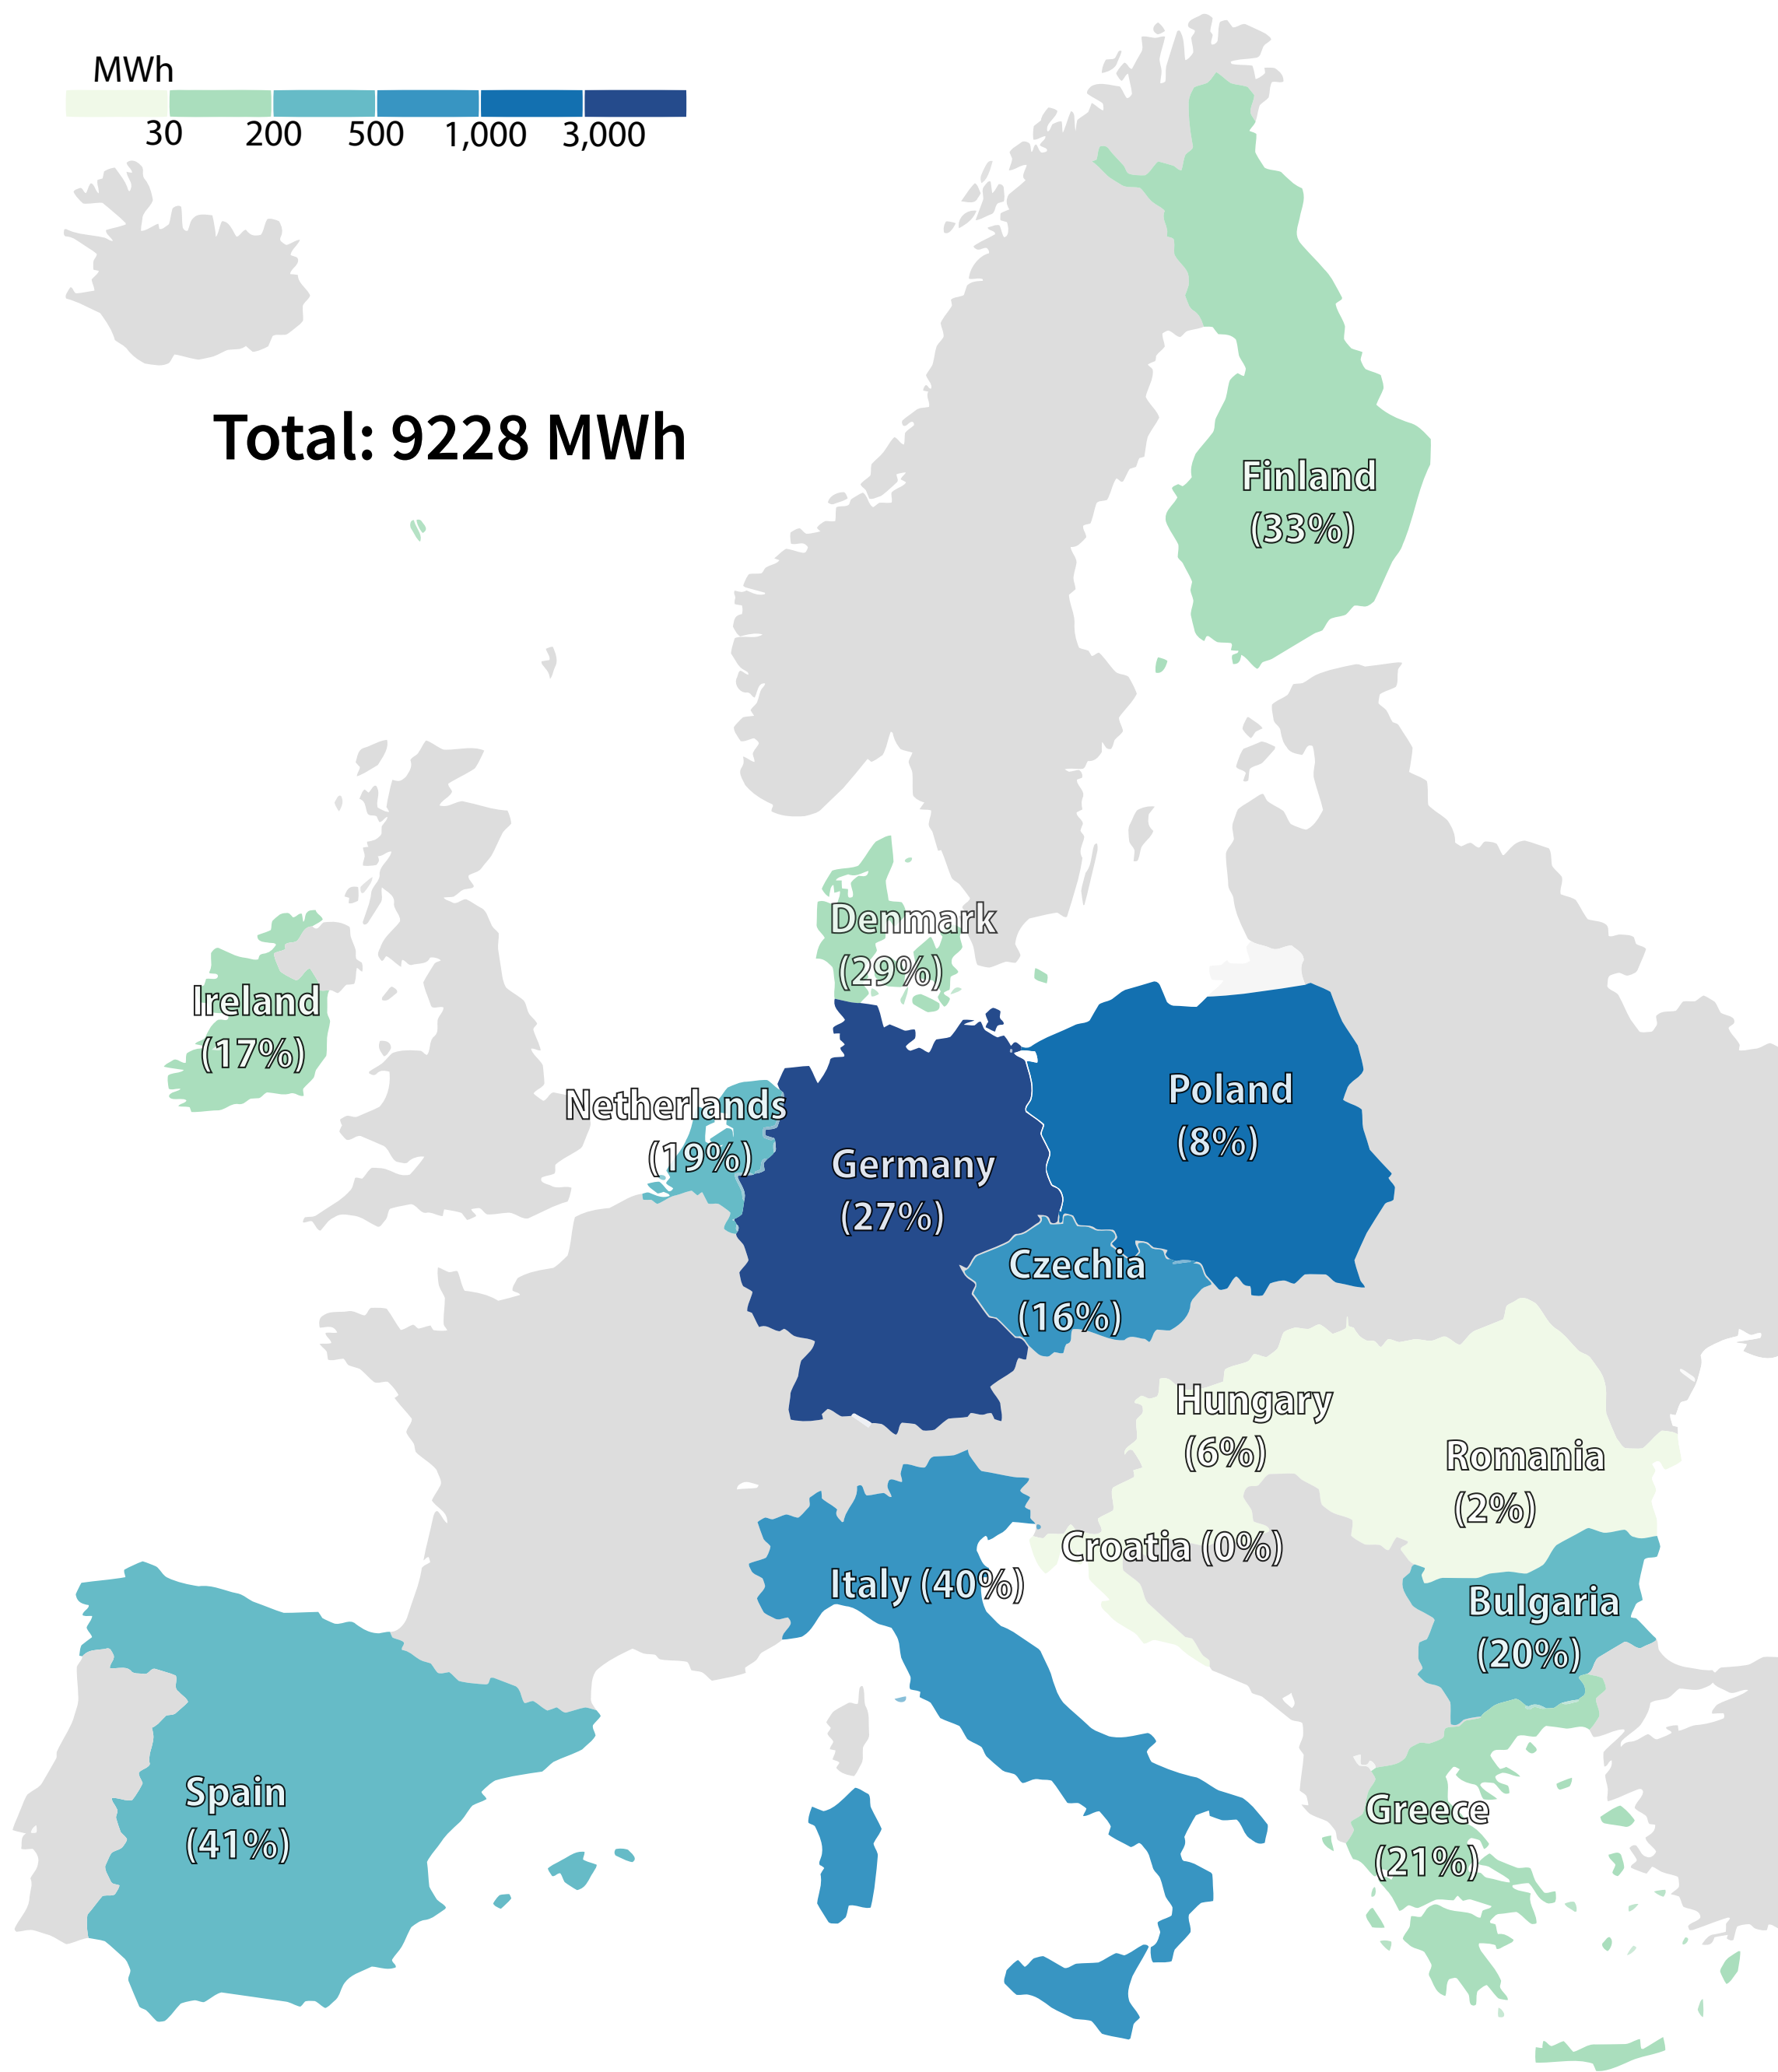 MWh
30 200 500 1,000 3,000
Total: 9228 MWh
Finland
(33%)
Denmark
(29%)
Ireland
(17%)
Netherlands
(19%)
Germany
(27%)
Poland
(8%)
Czechia
(16%)
Hungary
(6%)
Romania
(2%)
Croatia (0%)
Italy (40%)
Bulgaria
(20%)
Spain
(41%)
Greece
(21%)